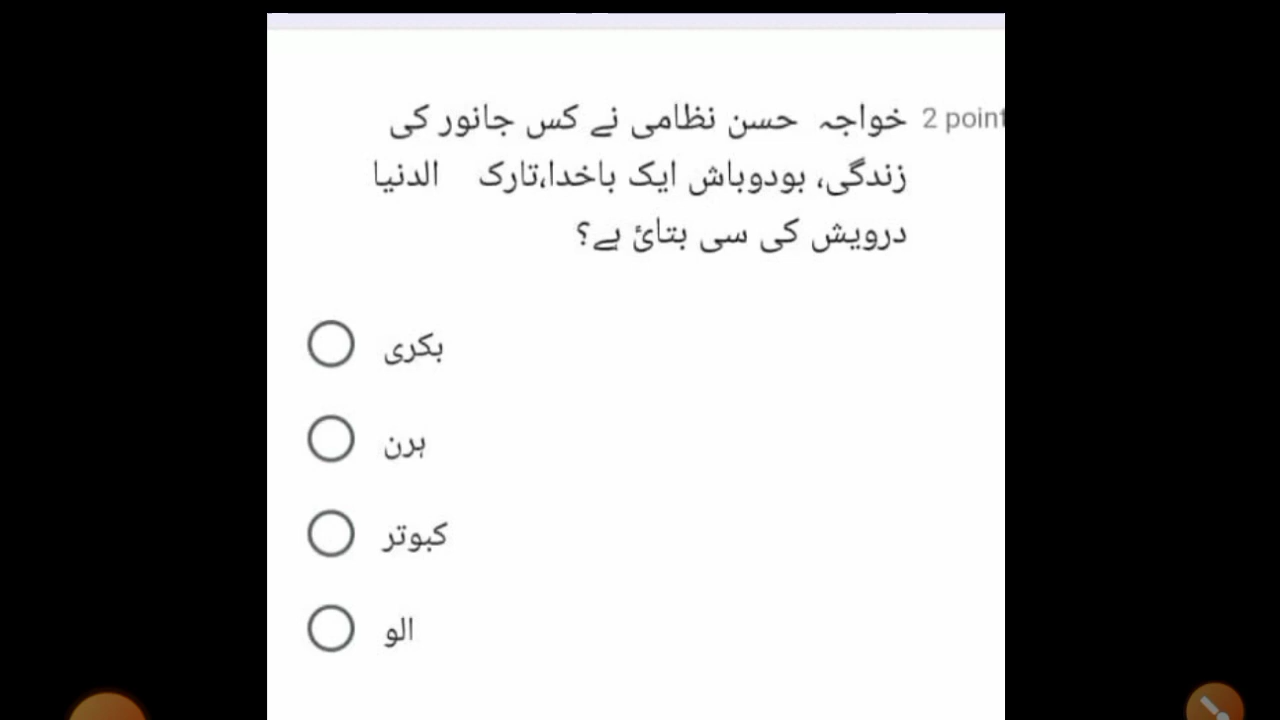 خواجہ حسن نظامی نے کس جانور کی
2 point
زندگی، بودوباش ایک باخدا،تارک الدنیا
درویش کی سی بتائ ہے؟
بکری
ہرن
کبوتر
الو